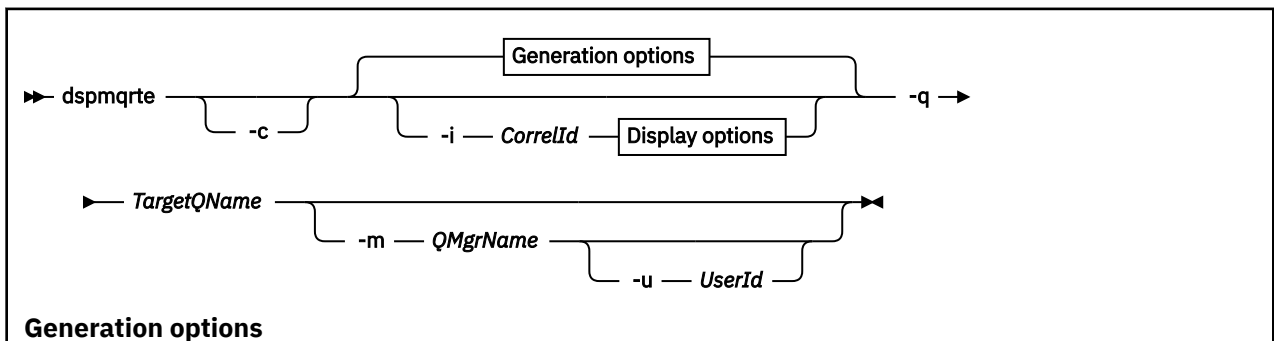 Generation options
dspmqrte -q
-c -i CorrelId Display options
TargetQName
-m QMgrName
-u UserId
Generation options